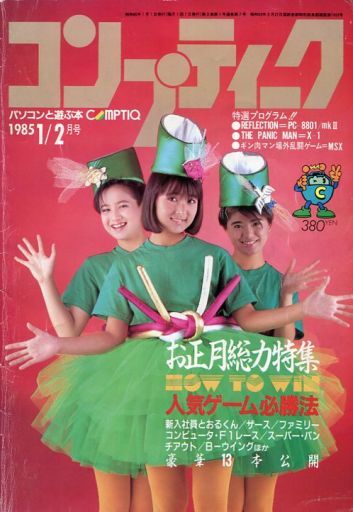 コンプティーク
パソコンと遊ぶ本 COMPTIQ
1985 1/2月号
特選プログラム!!
●REFLECTION=PC 8801/mkⅡ
●THE PANIC MAN=X-1
●キン肉マン場外乱闘ゲーム=MSX
C
380YEN
お正月総力特集
HOW TO WIN
人気ゲーム必勝法
新入社員とおるくん/ザース/ファミリー
コンピュータ・F1レース/スーパー・パン
チアウト/B-ウイングほか
豪華13本公開